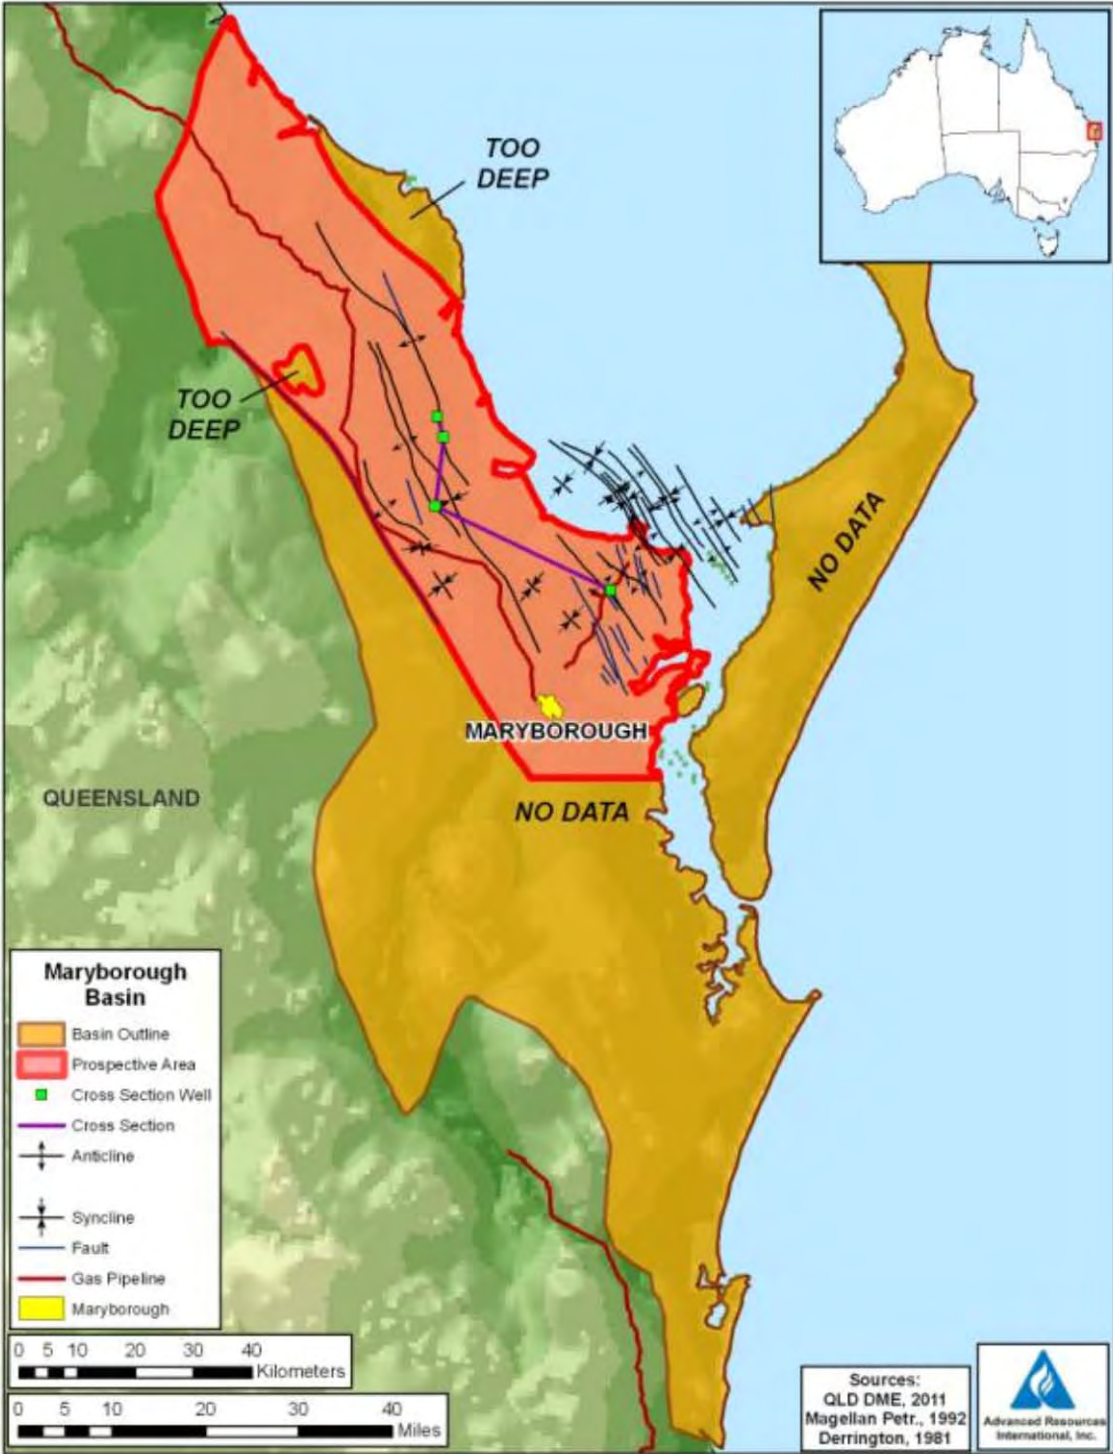 TOO
DEEP
TOO
DEEP
NO DATA
MARYBOROUGH
QUEENSLAND
NO DATA
Maryborough
Basin
Basin Outline
Prospective Area
Cross Section Well
Cross Section
Anticline
Syncline
Fault
Gas Pipeline
Maryborough
0 5 10 20 30 40
Kilometers
0 5 10 20 30 40
Miles
Sources:
QLD DME, 2011
Magellan Petr., 1992
Derrington, 1981
Advanced Resources
International, Inc.